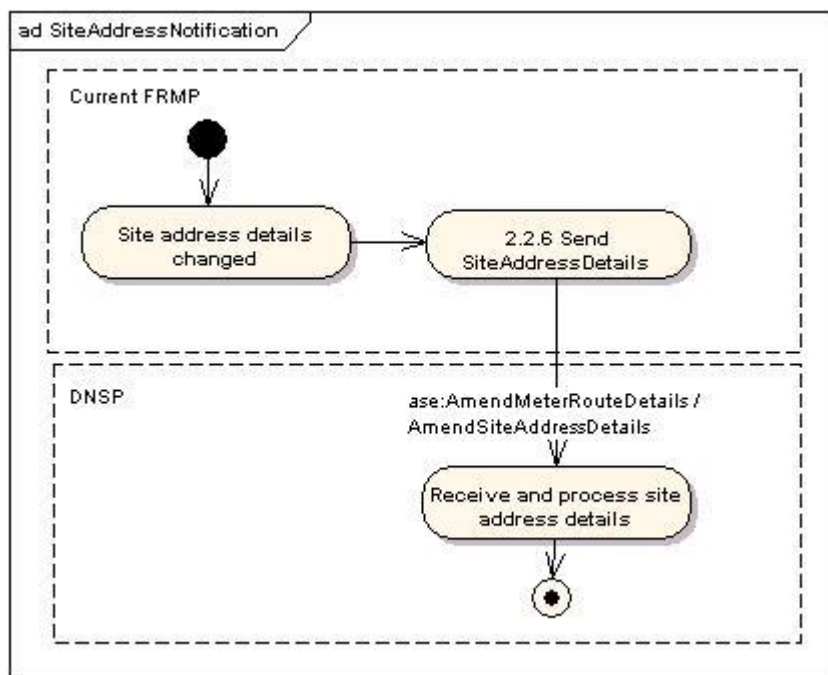 ad SiteAddressNotification
Current FRMP
Site address details
changed
2.2.6 Send
SiteAddressDetails
DNSP
ase:AmendMeterRouteDetails /
AmendSiteAddressDetails
Receive and process site
address details